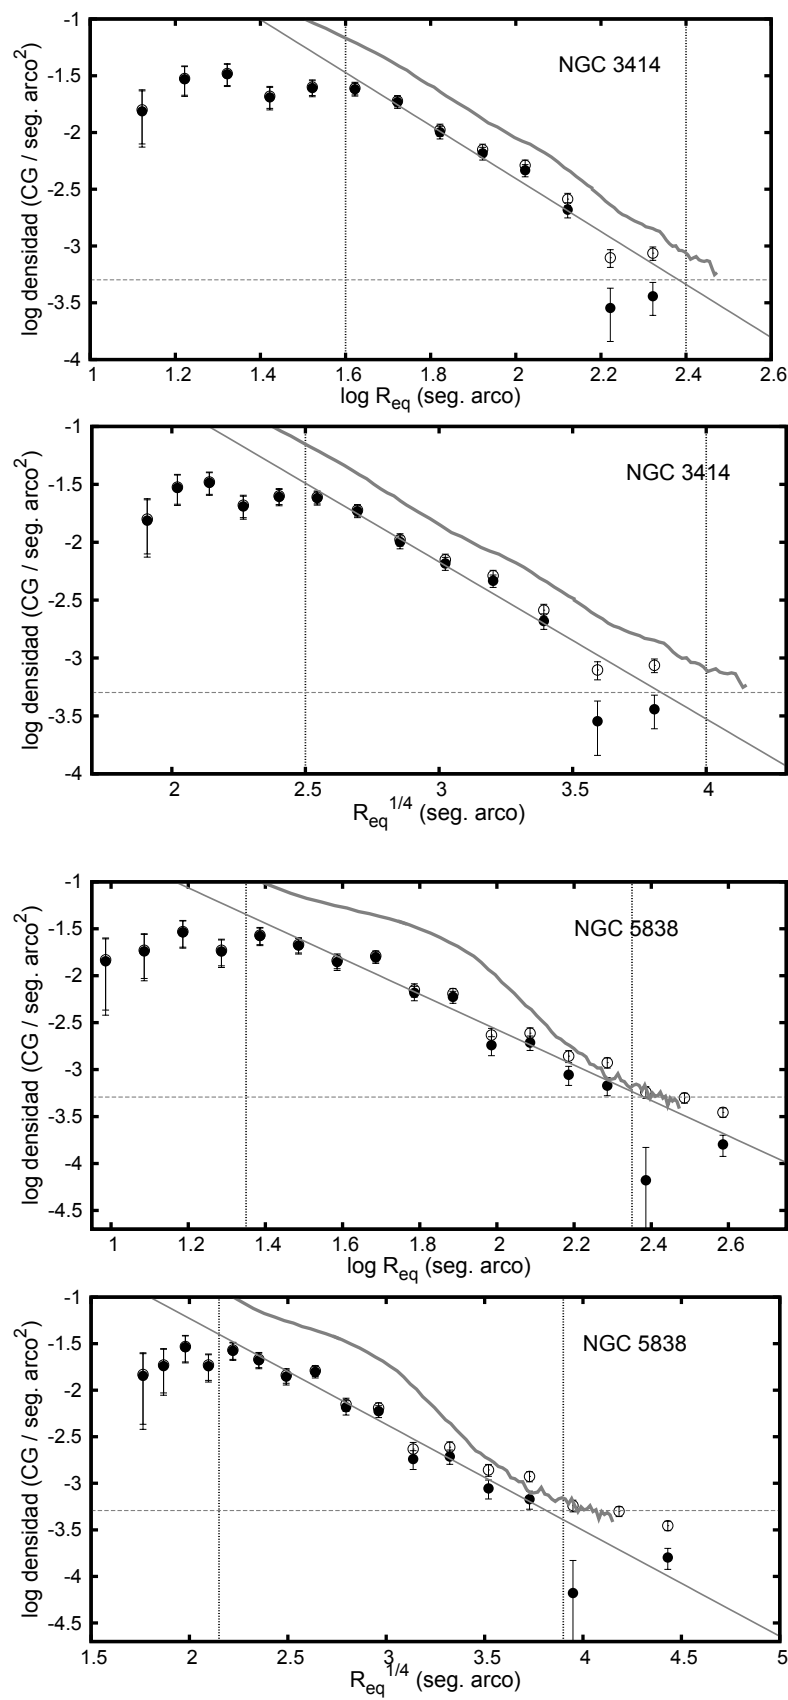 -1
-1.5
-2
-2.5
-3
-3.5
-4
log densidad (CG / seg. arco²)
NGC 3414
1 1.2 1.4 1.6 1.8 2 2.2 2.4 2.6
log R_eq (seg. arco)
-1
-1.5
-2
-2.5
-3
-3.5
-4
log densidad (CG / seg. arco²)
NGC 3414
2 2.5 3 3.5 4
R_eq^1/4 (seg. arco)
-1
-1.5
-2
-2.5
-3
-3.5
-4
-4.5
log densidad (CG / seg. arco²)
NGC 5838
1 1.2 1.4 1.6 1.8 2 2.2 2.4 2.6
log R_eq (seg. arco)
-1
-1.5
-2
-2.5
-3
-3.5
-4
-4.5
log densidad (CG / seg. arco²)
NGC 5838
1.5 2 2.5 3 3.5 4 4.5 5
R_eq^1/4 (seg. arco)